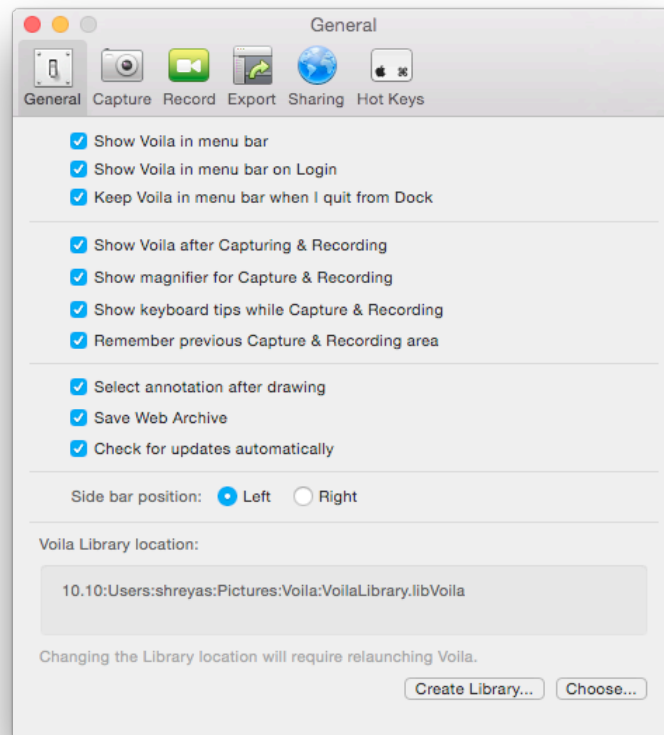 General
General Capture Record Export Sharing Hot Keys
Show Voila in menu bar
Show Voila in menu bar on Login
Keep Voila in menu bar when I quit from Dock
Show Voila after Capturing & Recording
Show magnifier for Capture & Recording
Show keyboard tips while Capture & Recording
Remember previous Capture & Recording area
Select annotation after drawing
Save Web Archive
Check for updates automatically
Side bar position: Left Right
Voila Library location:
10.10:Users:shreyas:Pictures:Voila:VoilaLibrary.libVoila
Changing the Library location will require relaunching Voila.
Create Library... Choose...